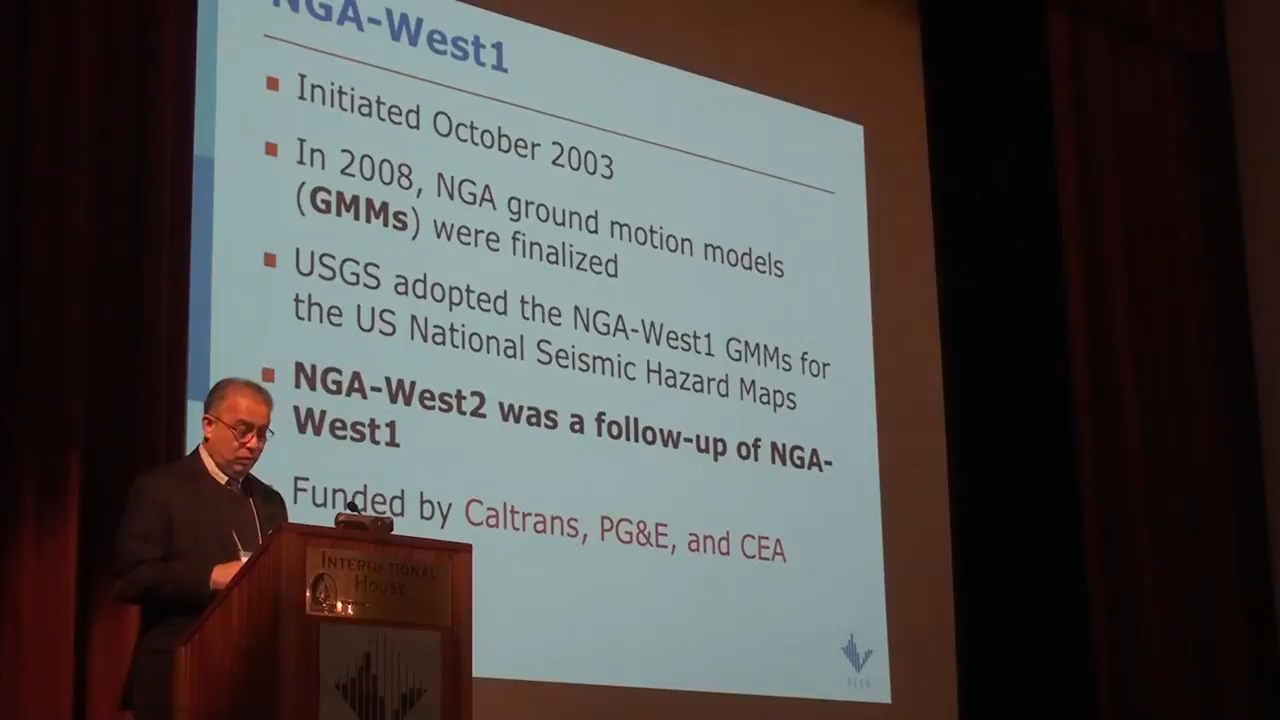 NGA-West1
Initiated October 2003
In 2008, NGA ground motion models
(GMMs) were finalized
USGS adopted the NGA-West1 GMMs for
the US National Seismic Hazard Maps
NGA-West2 was a follow-up of NGA-
West1
Funded by Caltrans, PG&E, and CEA
INTERNATIONAL
HOUSE